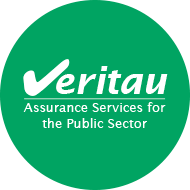 Veritau
Assurance Services for
the Public Sector